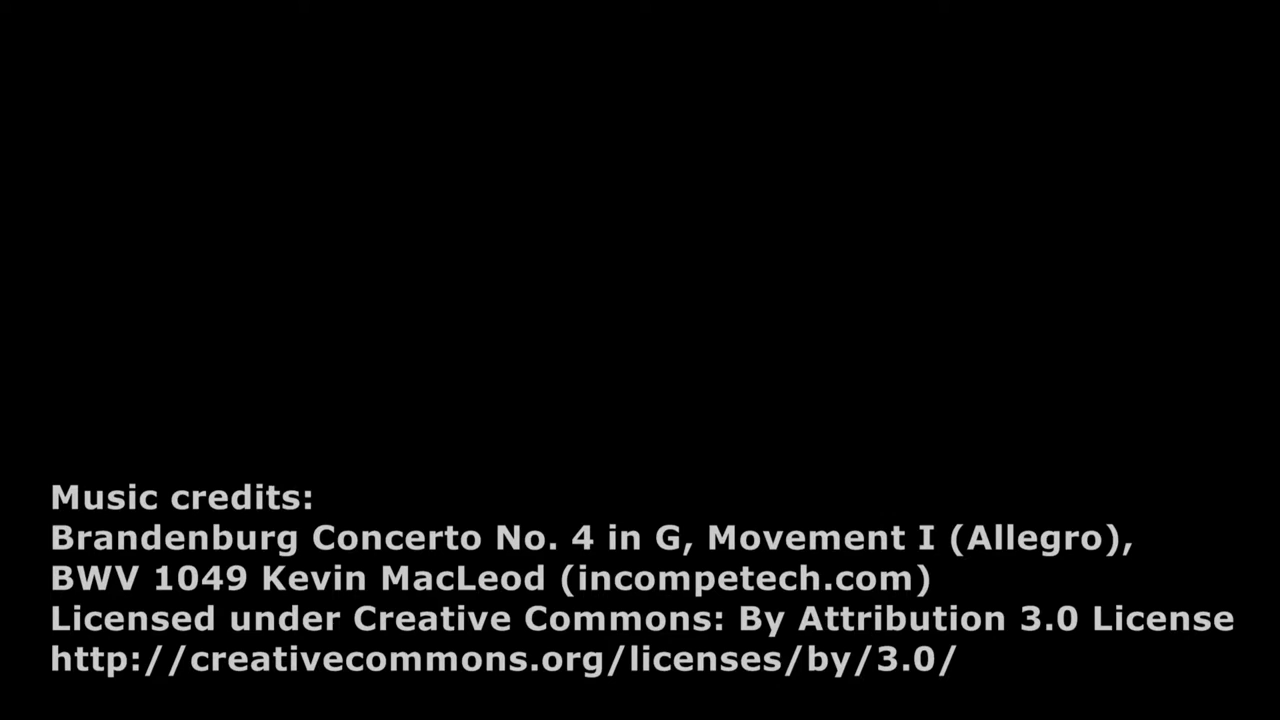 Music credits:
Brandenburg Concerto No. 4 in G, Movement I (Allegro),
BWV 1049 Kevin MacLeod (incompetech.com)
Licensed under Creative Commons: By Attribution 3.0 License
http://creativecommons.org/licenses/by/3.0/